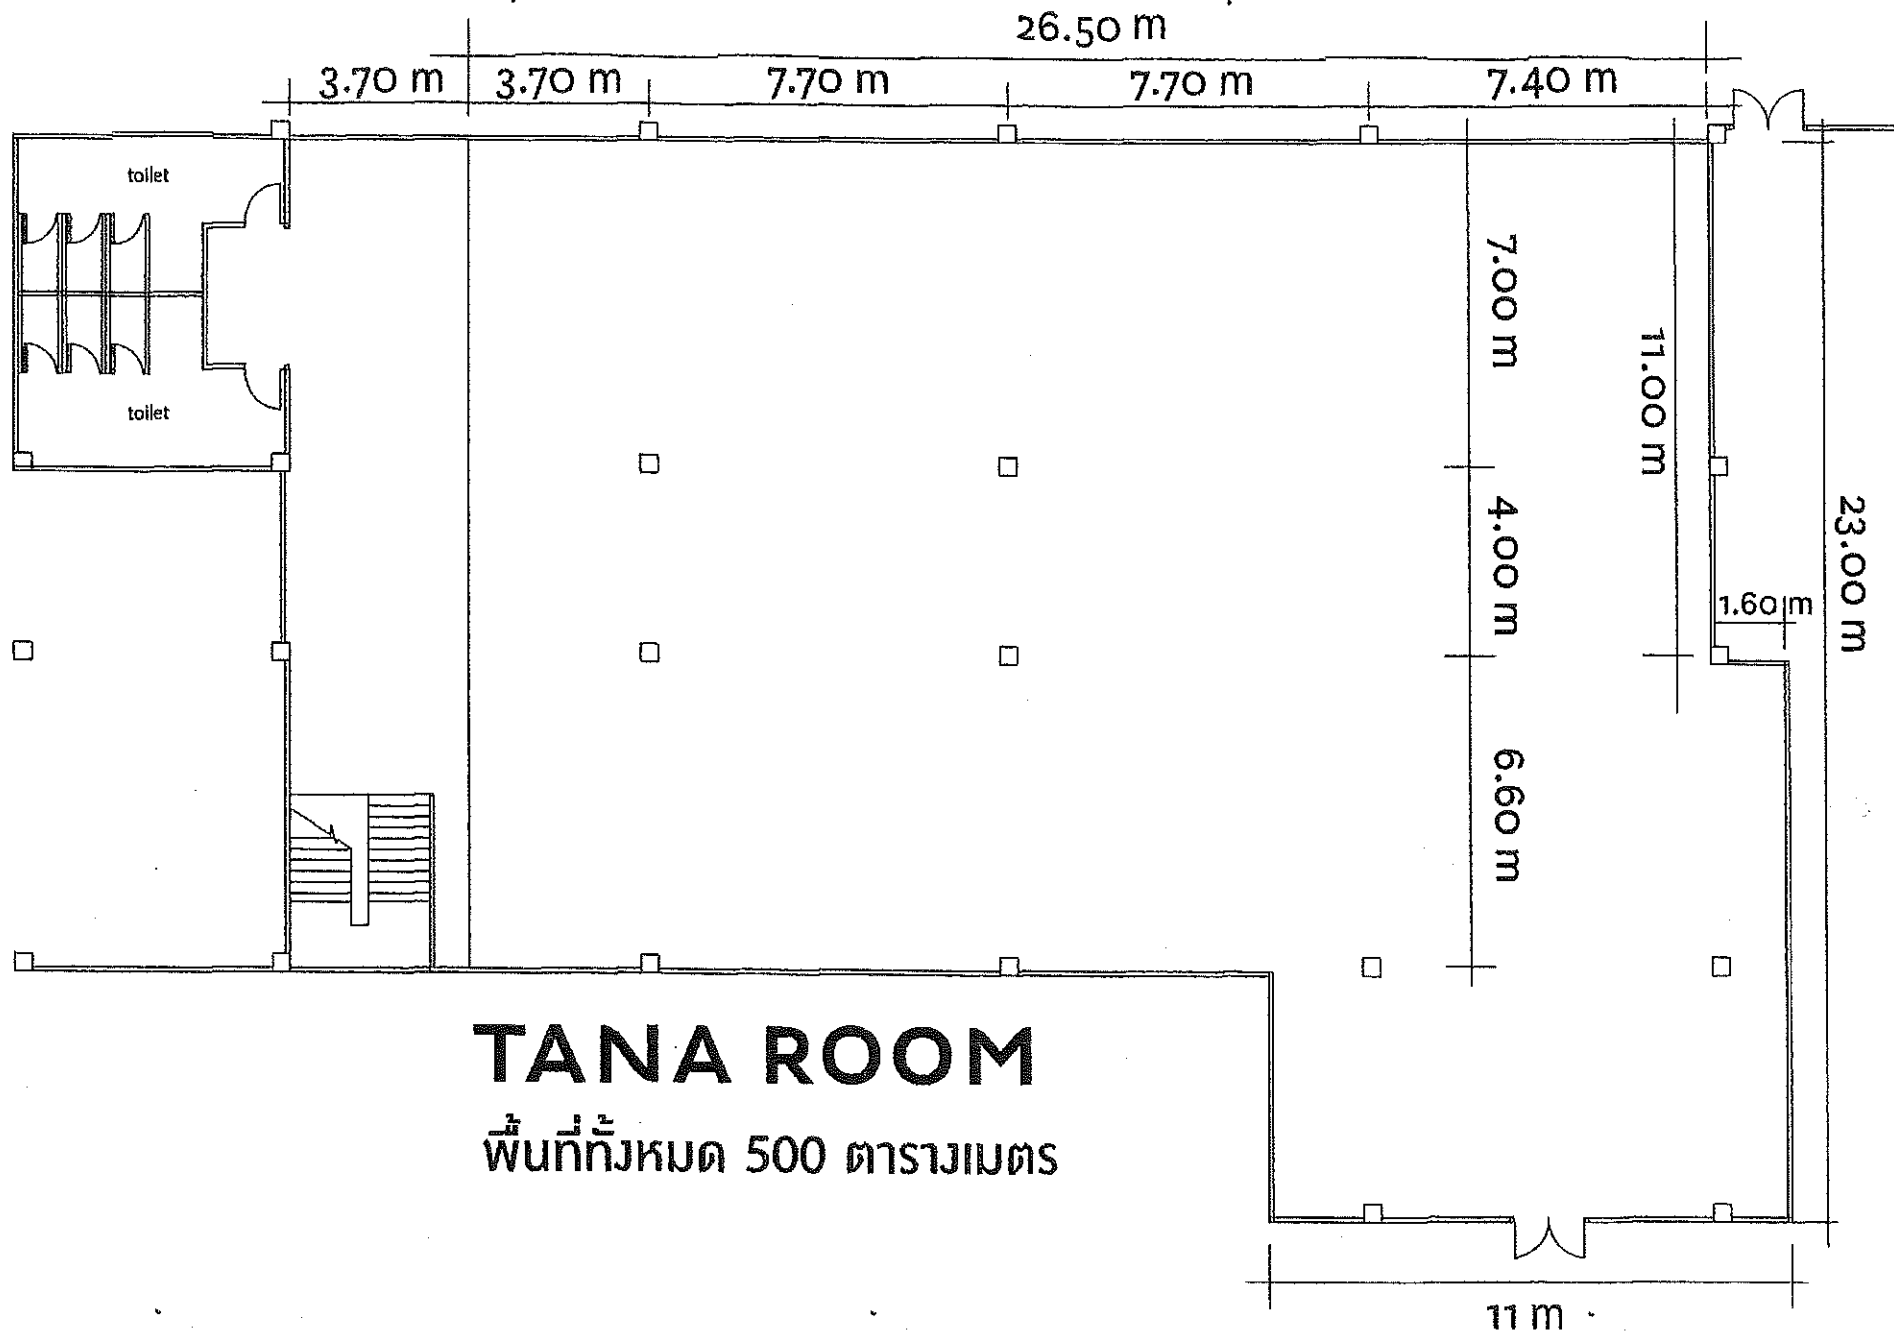 26.50 m
3.70 m 3.70 m 7.70 m 7.70 m 7.40 m
toilet
7.00 m
11.00 m
toilet
4.00 m
23.00 m
1.60 m
6.60 m
TANA ROOM
พื้นที่ทั้งหมด 500 ตารางเมตร
11 m